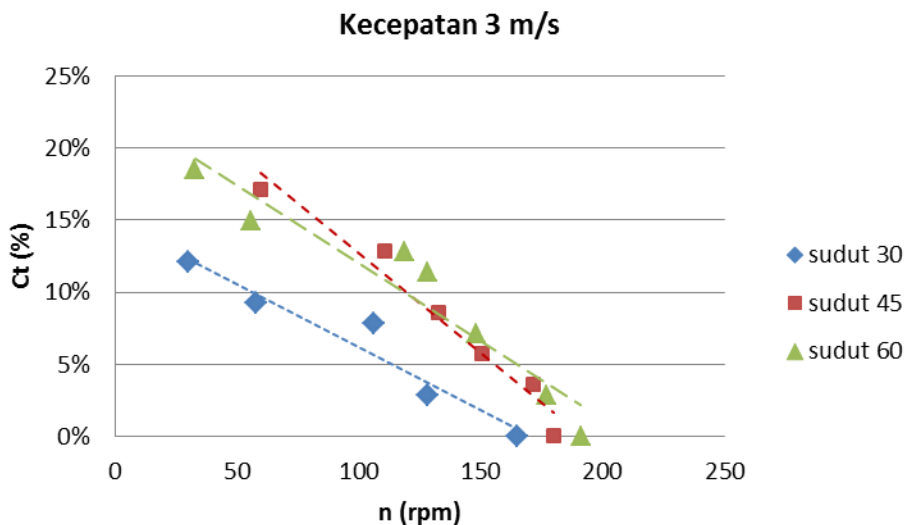 Kecepatan 3 m/s
25%
20%
15%
10%
5%
0%
Ct (%)
0 50 100 150 200 250
n (rpm)
sudut 30
sudut 45
sudut 60